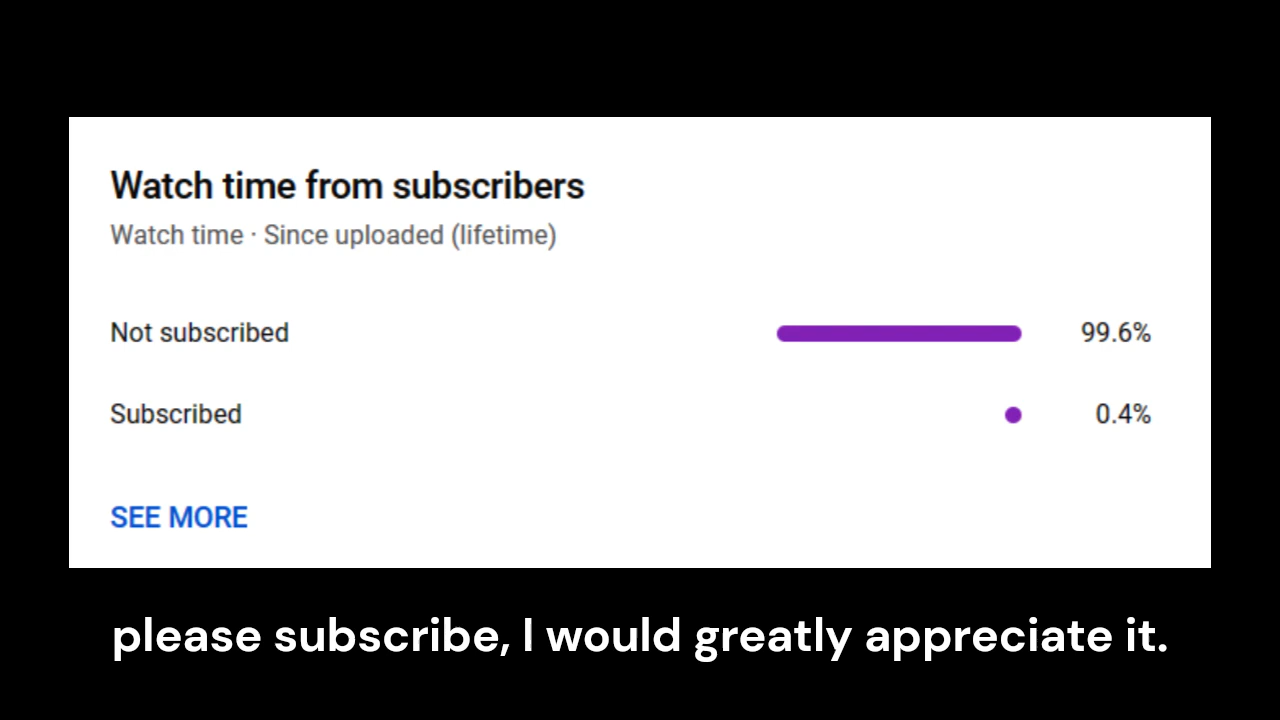 Watch time from subscribers
Watch time · Since uploaded (lifetime)
Not subscribed 99.6%
Subscribed 0.4%
SEE MORE
please subscribe, I would greatly appreciate it.